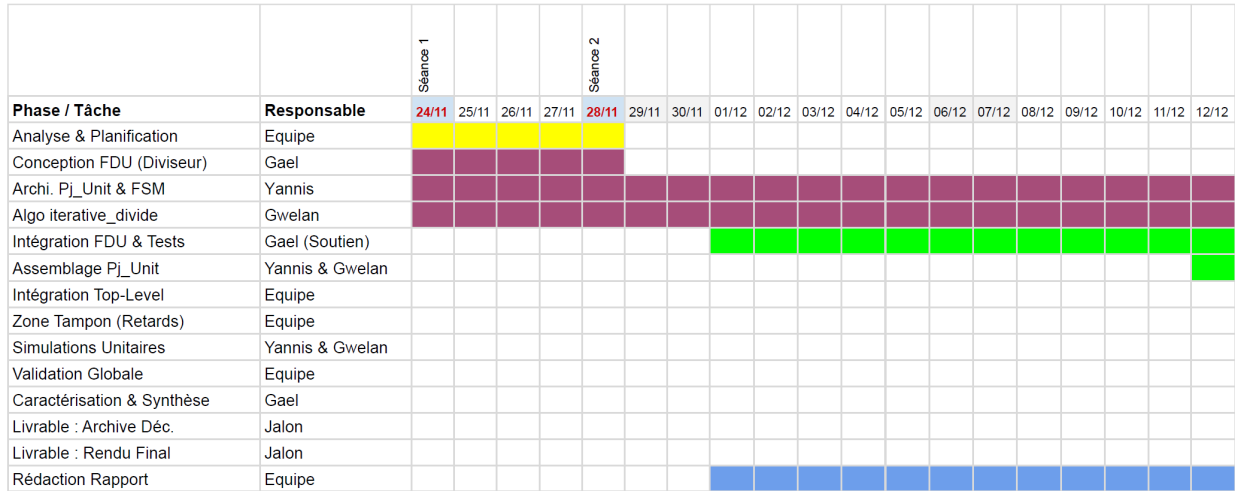 Séance 1 Séance 2
Phase / Tâche Responsable 24/11 25/11 26/11 27/11 28/11 29/11 30/11 01/12 02/12 03/12 04/12 05/12 06/12 07/12 08/12 09/12 10/12 11/12 12/12
Analyse & Planification Equipe
Conception FDU (Diviseur) Gael
Archi. Pj_Unit & FSM Yannis
Algo iterative_divide Gwelan
Intégration FDU & Tests Gael (Soutien)
Assemblage Pj_Unit Yannis & Gwelan
Intégration Top-Level Equipe
Zone Tampon (Retards) Equipe
Simulations Unitaires Yannis & Gwelan
Validation Globale Equipe
Caractérisation & Synthèse Gael
Livrable : Archive Déc. Jalon
Livrable : Rendu Final Jalon
Rédaction Rapport Equipe